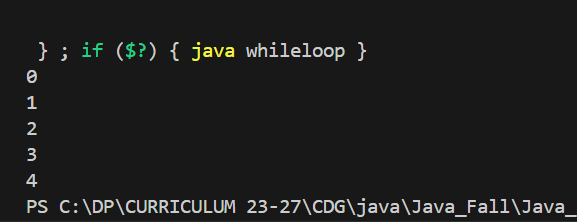 } ; if ($?) { java whileloop }
0
1
2
3
4
PS C:\DP\CURRICULUM 23-27\CDG\java\Java_Fall\Java_